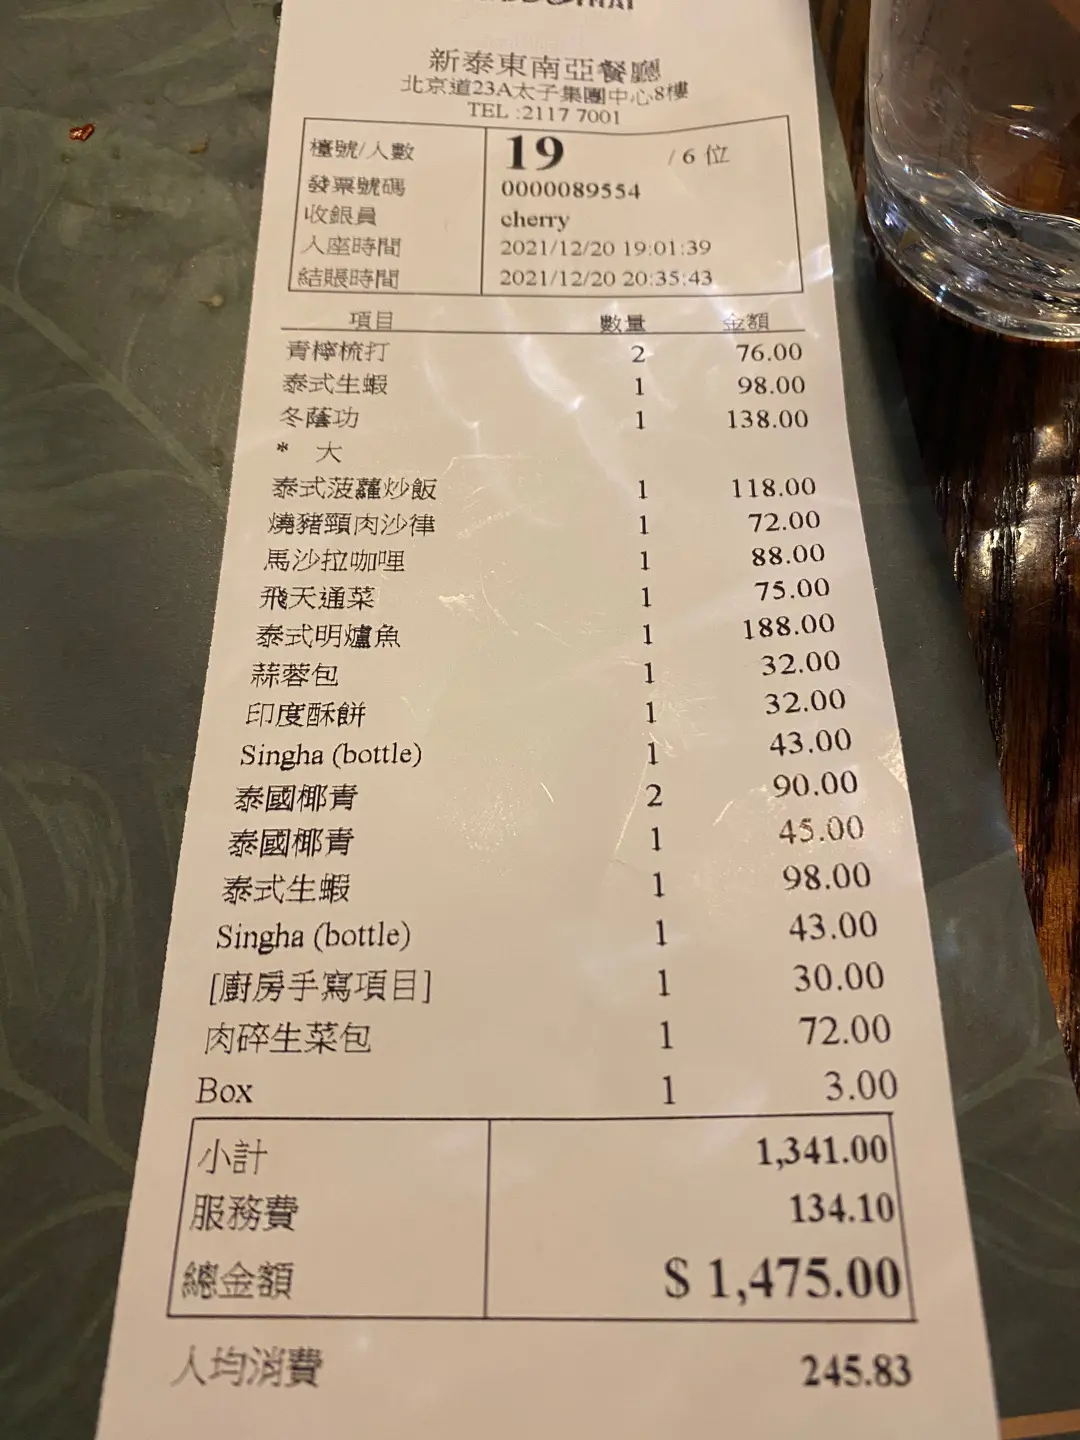 新泰東南亞餐廳
北京道23A太子集團中心8樓
TEL :2117 7001
檯號/人數 19 / 6 位
發票號碼 0000089554
收銀員 cherry
入座時間 2021/12/20 19:01:39
結賬時間 2021/12/20 20:35:43
項目 數量 金額
青檸梳打 2 76.00
泰式生蝦 1 98.00
冬蔭功 1 138.00
* 大
泰式菠蘿炒飯 1 118.00
燒豬頸肉沙律 1 72.00
馬沙拉咖哩 1 88.00
飛天通菜 1 75.00
泰式明爐魚 1 188.00
蒜蓉包 1 32.00
印度酥餅 1 32.00
Singha (bottle) 1 43.00
泰國椰青 2 90.00
泰國椰青 1 45.00
泰式生蝦 1 98.00
Singha (bottle) 1 43.00
[廚房手寫項目] 1 30.00
肉碎生菜包 1 72.00
Box 1 3.00
小計 1,341.00
服務費 134.10
總金額 $ 1,475.00
人均消費 245.83